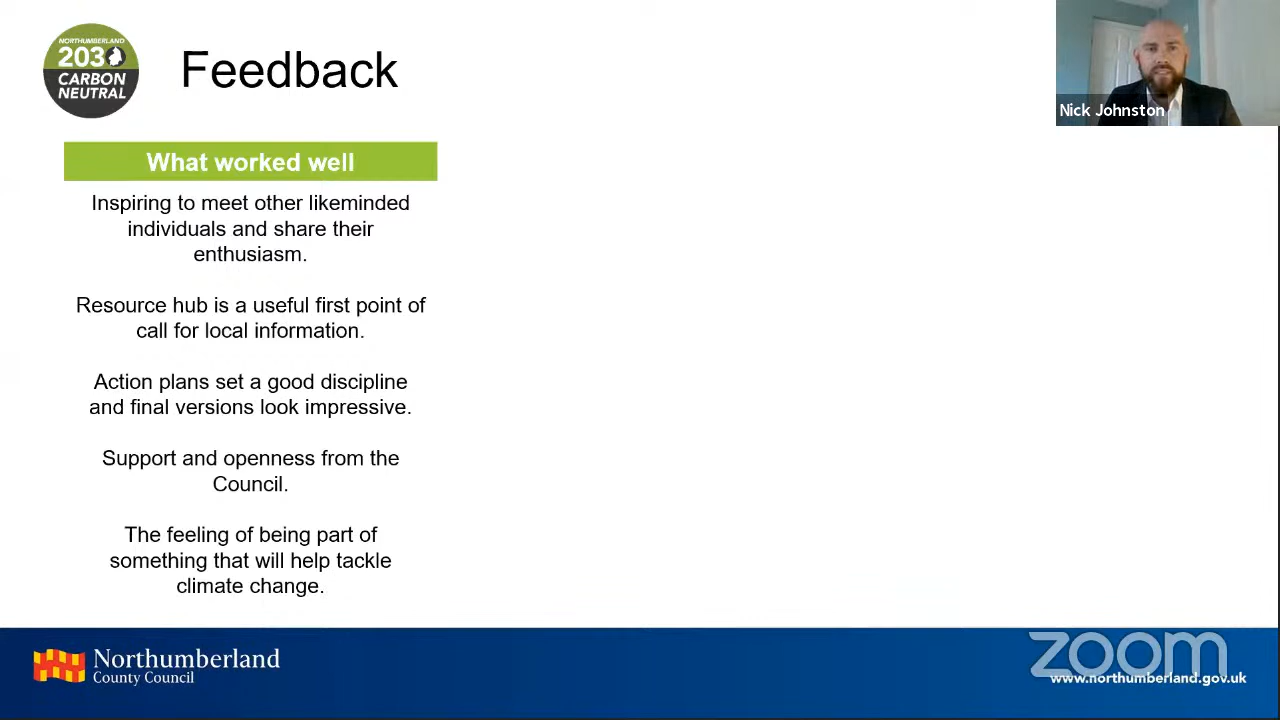 NORTHUMBERLAND
2030
CARBON
NEUTRAL
Feedback
Nick Johnston
What worked well
Inspiring to meet other likeminded
individuals and share their
enthusiasm.
Resource hub is a useful first point of
call for local information.
Action plans set a good discipline
and final versions look impressive.
Support and openness from the
Council.
The feeling of being part of
something that will help tackle
climate change.
Northumberland
County Council
zoom
www.northumberland.gov.uk